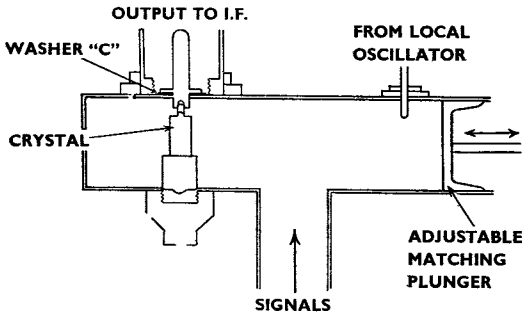 OUTPUT TO I.F.
WASHER "C"
FROM LOCAL
OSCILLATOR
CRYSTAL
ADJUSTABLE
MATCHING
PLUNGER
SIGNALS